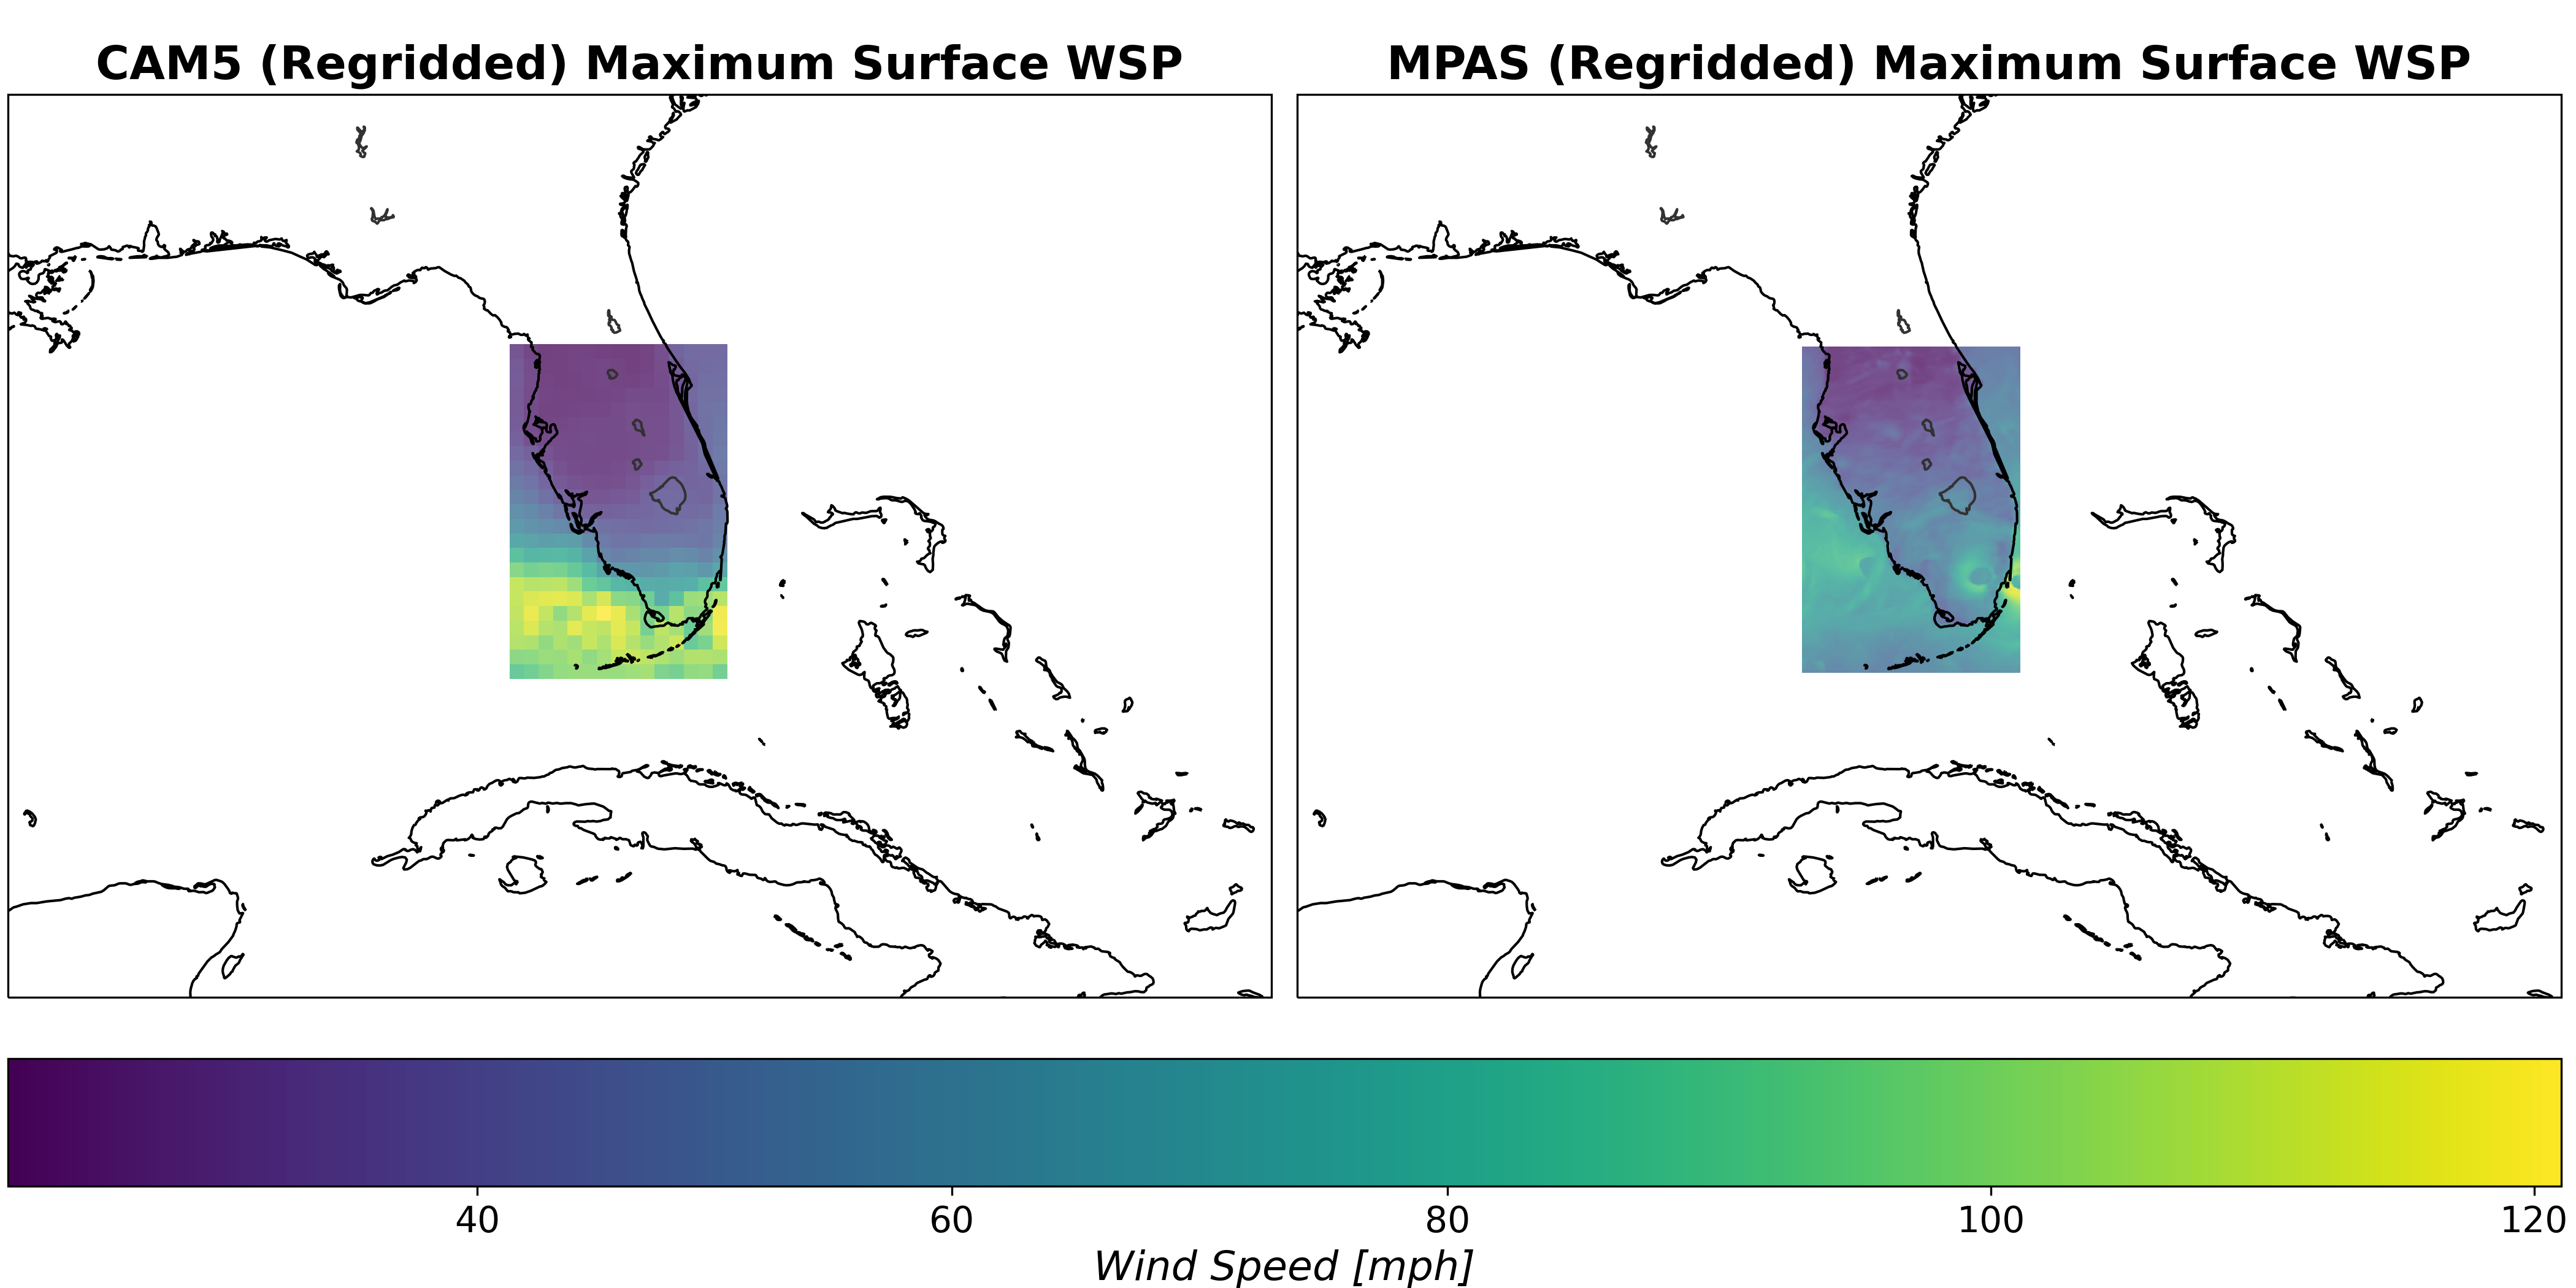 CAM5 (Regridded) Maximum Surface WSP
MPAS (Regridded) Maximum Surface WSP
40 60 80 100 120
Wind Speed [mph]